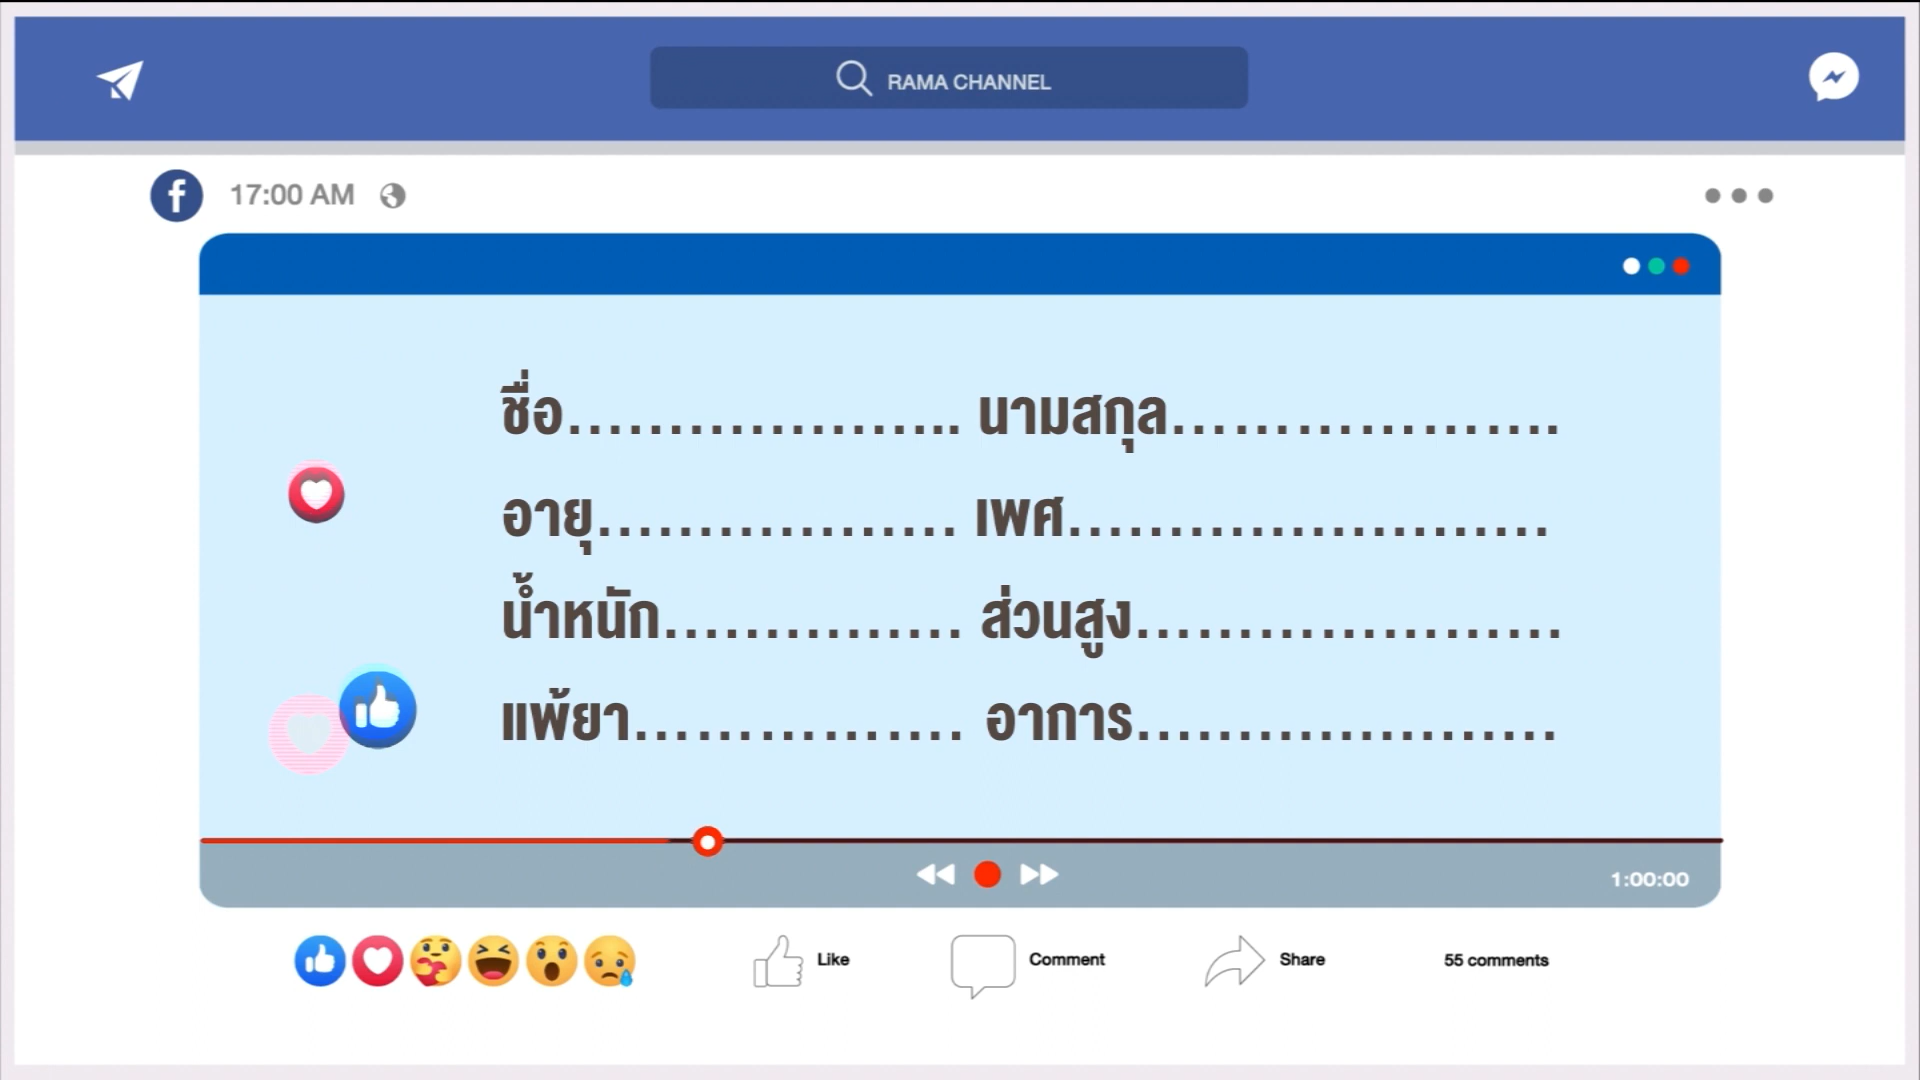 RAMA CHANNEL
17:00 AM
ชื่อ..................... นามสกุล.....................
อายุ..................... เพศ........................
น้ำหนัก............... ส่วนสูง.....................
แพ้ยา................ อาการ.....................
1:00:00
Like Comment Share 55 comments